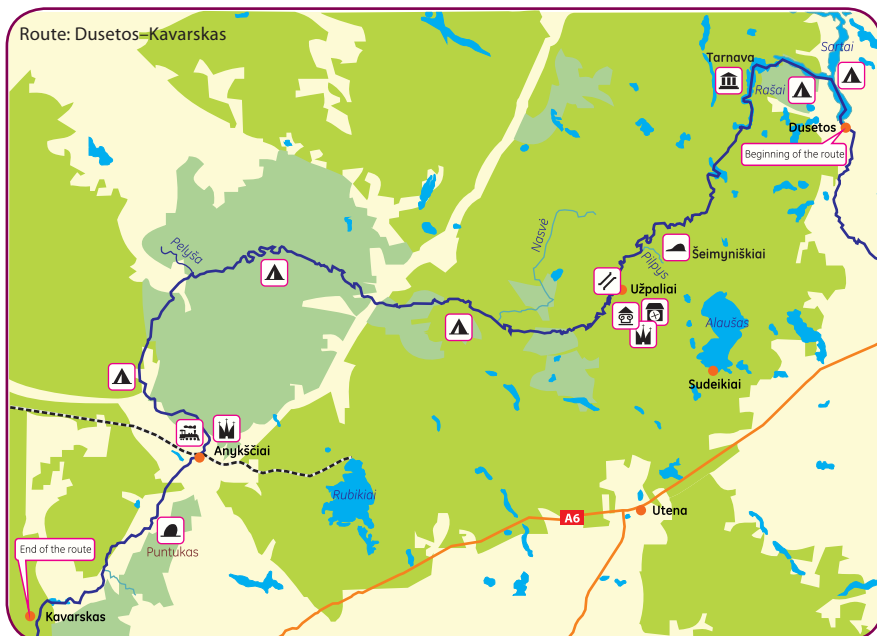 Route: Dusetos–Kavarskas
Sartai
Tarnava
Rašai
Dusetos
Beginning of the route
Nasvė
Pelyša
Pilpys
Šeimyniškiai
Užpaliai
Alaušas
Sudeikiai
Anykščiai
Rubikiai
Utena
A6
Puntukas
End of the route
Kavarskas